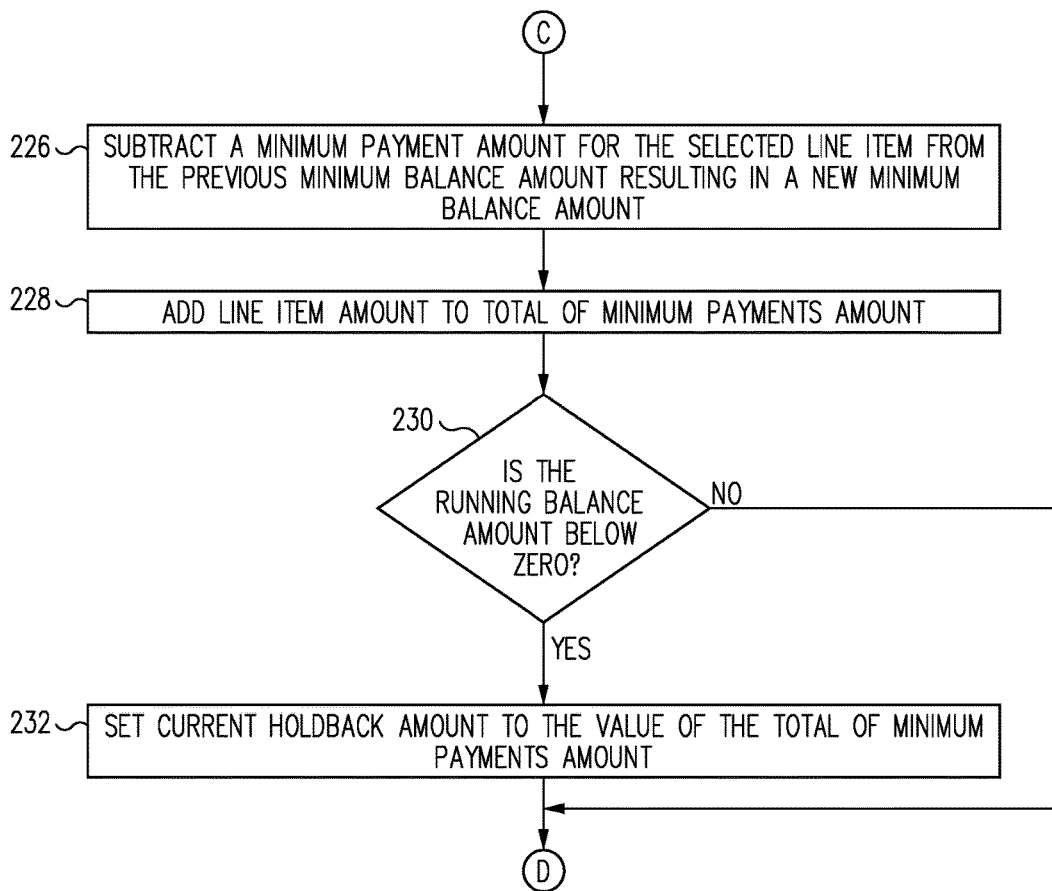 C
226
SUBTRACT A MINIMUM PAYMENT AMOUNT FOR THE SELECTED LINE ITEM FROM
THE PREVIOUS MINIMUM BALANCE AMOUNT RESULTING IN A NEW MINIMUM
BALANCE AMOUNT
228
ADD LINE ITEM AMOUNT TO TOTAL OF MINIMUM PAYMENTS AMOUNT
230
IS THE
RUNNING BALANCE
AMOUNT BELOW
ZERO?
NO
YES
232
SET CURRENT HOLDBACK AMOUNT TO THE VALUE OF THE TOTAL OF MINIMUM
PAYMENTS AMOUNT
D